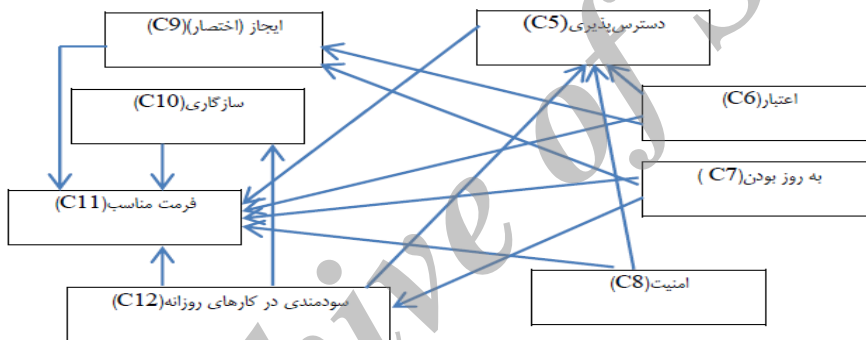 ایجاز (اختصار)(C9)
دسترس‌پذیری(C5)
سازگاری(C10)
اعتبار(C6)
به روز بودن(C7 )
فرمت مناسب(C11)
امنیت(C8)
سودمندی در کارهای روزانه(C12)